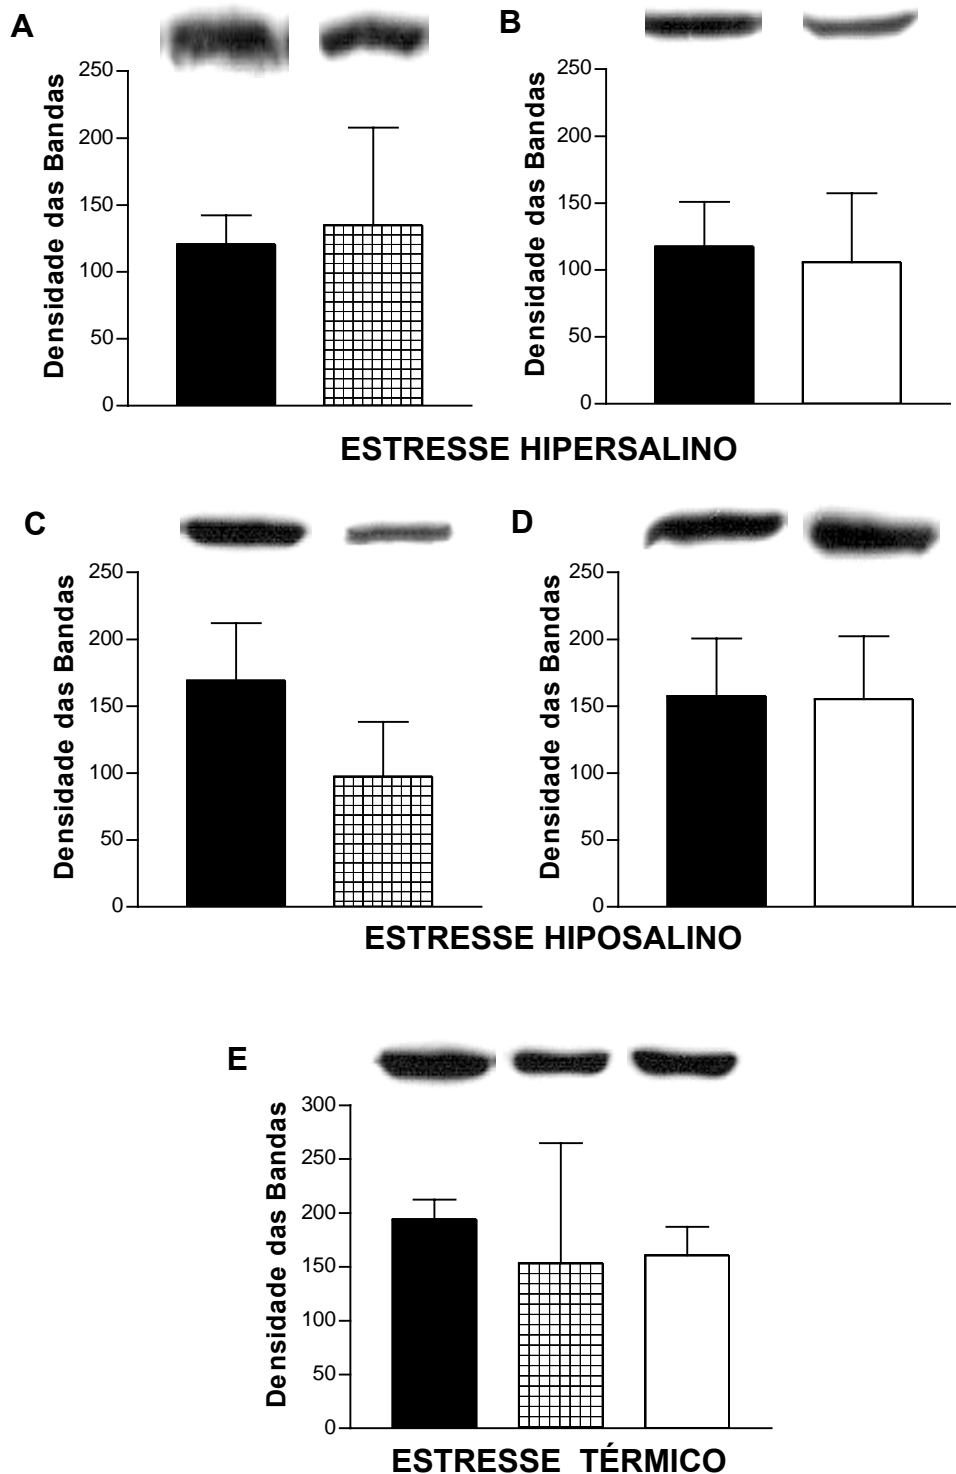 A
B
Densidade das Bandas
250
200
150
100
50
0
Densidade das Bandas
250
200
150
100
50
0
ESTRESSE HIPERSALINO
C
D
Densidade das Bandas
250
200
150
100
50
0
Densidade das Bandas
250
200
150
100
50
0
ESTRESSE HIPOSALINO
E
Densidade das Bandas
300
250
200
150
100
50
0
ESTRESSE TÉRMICO